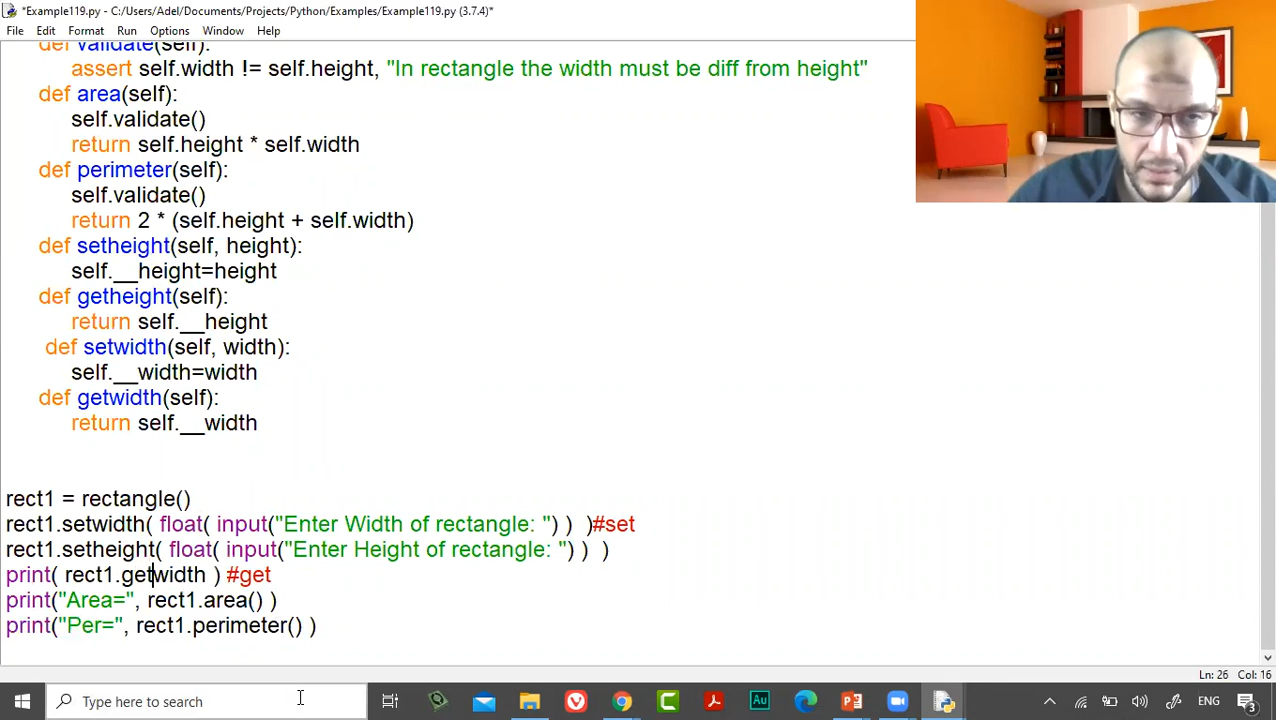 *Example119.py - C:/Users/Adel/Documents/Projects/Python/Examples/Example119.py (3.7.4)*
File Edit Format Run Options Window Help
def validate(self):
assert self.width != self.height, "In rectangle the width must be diff from height"
def area(self):
self.validate()
return self.height * self.width
def perimeter(self):
self.validate()
return 2 * (self.height + self.width)
def setheight(self, height):
self.__height=height
def getheight(self):
return self.__height
def setwidth(self, width):
self.__width=width
def getwidth(self):
return self.__width
rect1 = rectangle()
rect1.setwidth( float( input("Enter Width of rectangle: ") )  )#set
rect1.setheight( float( input("Enter Height of rectangle: ") )  )
print( rect1.getwidth ) #get
print("Area=", rect1.area() )
print("Per=", rect1.perimeter() )
Ln: 26 Col: 16
Type here to search
Au
ENG
3